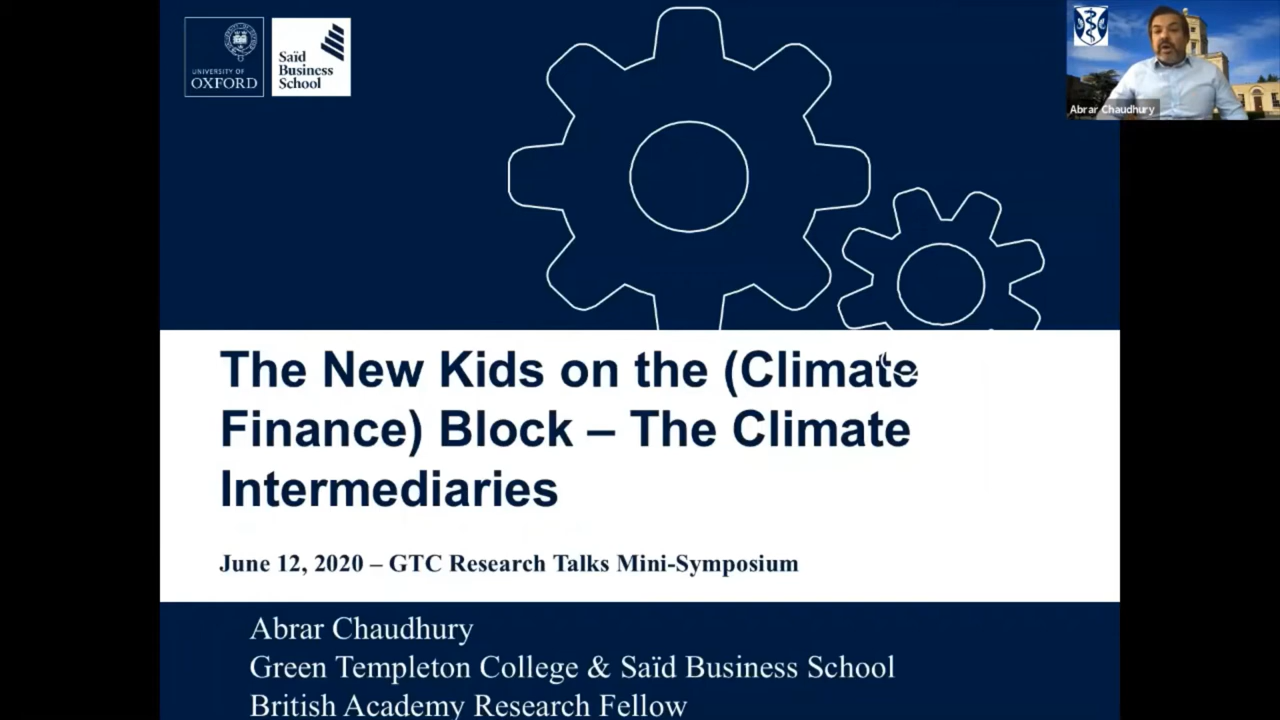 UNIVERSITY OF
OXFORD
Saïd
Business
School
Abrar Chaudhury
The New Kids on the (Climate
Finance) Block – The Climate
Intermediaries
June 12, 2020 – GTC Research Talks Mini-Symposium
Abrar Chaudhury
Green Templeton College & Saïd Business School
British Academy Research Fellow